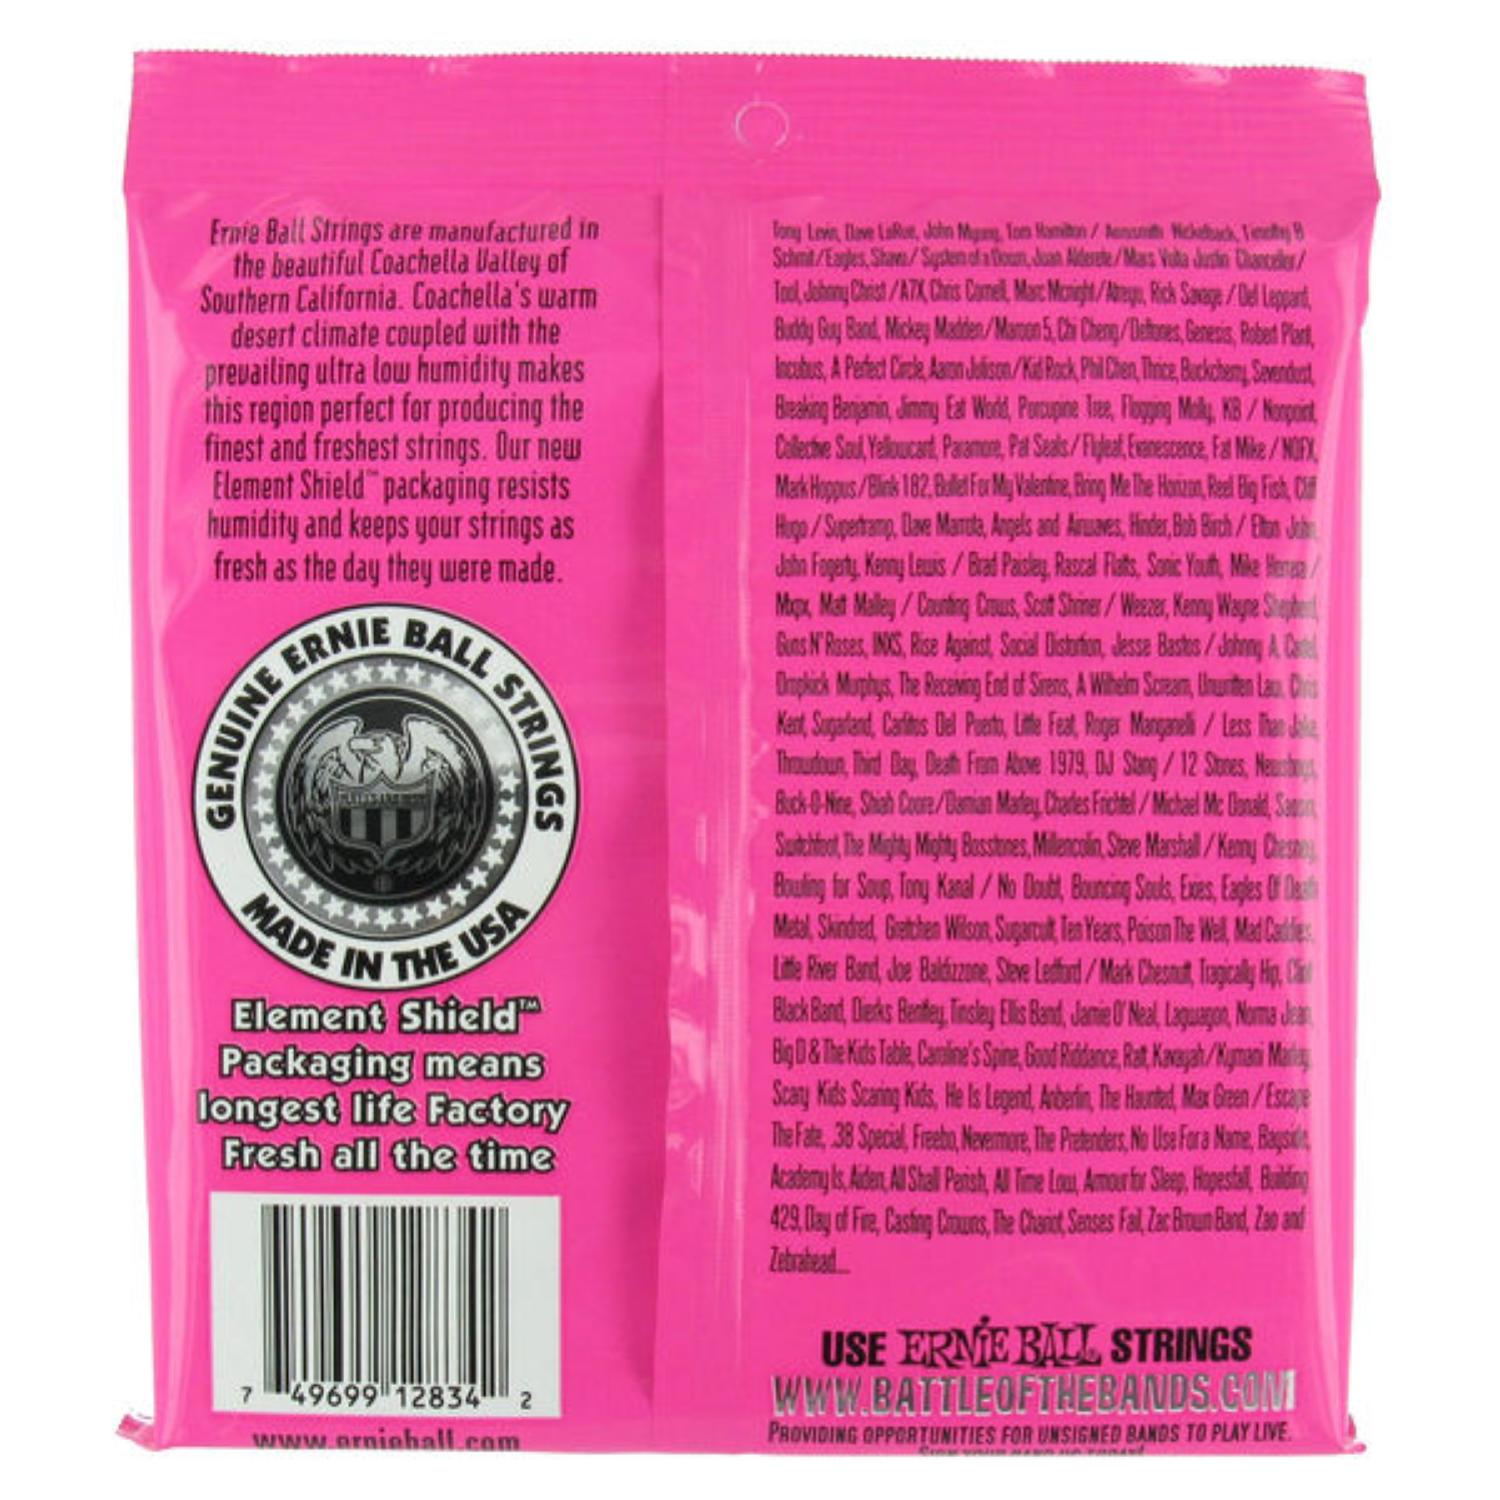 Ernie Ball Strings are manufactured in
the beautiful Coachella Valley of
Southern California. Coachella's warm
desert climate coupled with the
prevailing ultra low humidity makes
this region perfect for producing the
finest and freshest strings. Our new
Element Shield™ packaging resists
humidity and keeps your strings as
fresh as the day they were made.
GENUINE ERNIE BALL STRINGS
MADE IN THE USA
Element Shield™
Packaging means
longest life Factory
Fresh all the time
7 49699 12834 2
www.ernieball.com
Tony Levin, Dave LaRue, John Myung, Tom Hamilton / Aerosmith Nickelback, Timothy B
Schmit/Eagles, Shavo/ System of a Down, Juan Alderete/Mars Volta Justin Chancellor/
Tool, Johnny Christ /A7X, Chris Cornell, Marc Mcnight/Atreyu, Rick Savage / Def Leppard,
Buddy Guy Band, Mickey Madden/Maroon 5, Chi Cheng/Deftones, Genesis, Robert Plant,
Incubus, A Perfect Circle, Aaron Julison/Kid Rock, Phil Chen, Thrice, Buckcherry, Sevendust,
Breaking Benjamin, Jimmy Eat World, Porcupine Tree, Flogging Molly, KB / Nonpoint,
Collective Soul, Yellowcard, Paramore, Pat Seals/ Flyleaf, Evanescence, Fat Mike / NOFX,
Mark Hoppus/Blink 182, Bullet For My Valentine, Bring Me The Horizon, Reel Big Fish, Cliff
Hugo / Supertramp, Dave Marrota, Angels and Airwaves, Hinder, Bob Birch / Elton John,
John Fogerty, Kenny Lewis / Brad Paisley, Rascal Flatts, Sonic Youth, Mike Herrera /
Mxpx, Matt Malley / Counting Crows, Scott Shriner / Weezer, Kenny Wayne Shepherd,
Guns N' Roses, INXS, Rise Against, Social Distortion, Jesse Bastos / Johnny A, Cartel,
Dropkick Murphys, The Receiving End of Sirens, A Wilhelm Scream, Unwritten Law, Chris
Kent, Sugarland, Carlitos Del Puerto, Little Feat, Roger Manganelli / Less Than Jake,
Throwdown, Third Day, Death From Above 1979, DJ Stang / 12 Stones, Newsboys,
Buck-O-Nine, Shiah Coore/Damian Marley, Charles Frichtel / Michael Mc Donald, Saosin,
Switchfoot, The Mighty Mighty Bosstones, Millencolin, Steve Marshall / Kenny Chesney,
Bowling for Soup, Tony Kanal / No Doubt, Bouncing Souls, Exies, Eagles Of Death
Metal, Skindred, Gretchen Wilson, Sugarcult, Ten Years, Poison The Well, Mad Caddies,
Little River Band, Joe Baldizzone, Steve Ledford / Mark Chesnutt, Tragically Hip, Clint
Black Band, Dierks Bentley, Tinsley Ellis Band, Jamie O' Neal, Lagwagon, Norma Jean,
Big D & The Kids Table, Caroline's Spine, Good Riddance, Ratt, Kavayah/Kymani Marley,
Scary Kids Scaring Kids, He Is Legend, Anberlin, The Haunted, Max Green / Escape
The Fate, .38 Special, Freebo, Nevermore, The Pretenders, No Use For a Name, Bayside,
Academy Is, Aiden, All Shall Perish, All Time Low, Armour for Sleep, Hopesfall, Building
429, Day of Fire, Casting Crowns, The Chariot, Senses Fail, Zac Brown Band, Zao and
Zebrahead....
USE ERNIE BALL STRINGS
WWW.BATTLEOFTHEBANDS.COM
PROVIDING OPPORTUNITIES FOR UNSIGNED BANDS TO PLAY LIVE.
SIGN YOUR BAND UP TODAY!